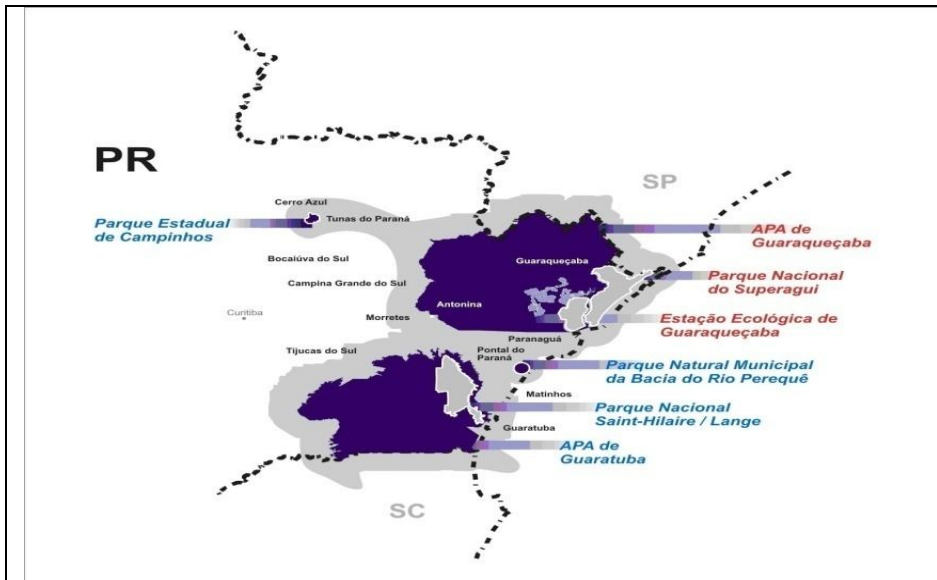 PR
SP
Cerro Azul
Parque Estadual
de Campinhos
Tunas do Paraná
APA de
Guaraqueçaba
Bocaiúva do Sul
Guaraqueçaba
Parque Nacional
do Superagui
Campina Grande do Sul
Antonina
Curitiba
Morretes
Estação Ecológica de
Guaraqueçaba
Paranaguá
Tijucas do Sul
Pontal do
Paraná
Parque Natural Municipal
da Bacia do Rio Perequê
Matinhos
Parque Nacional
Saint-Hilaire / Lange
Guaratuba
APA de
Guaratuba
SC